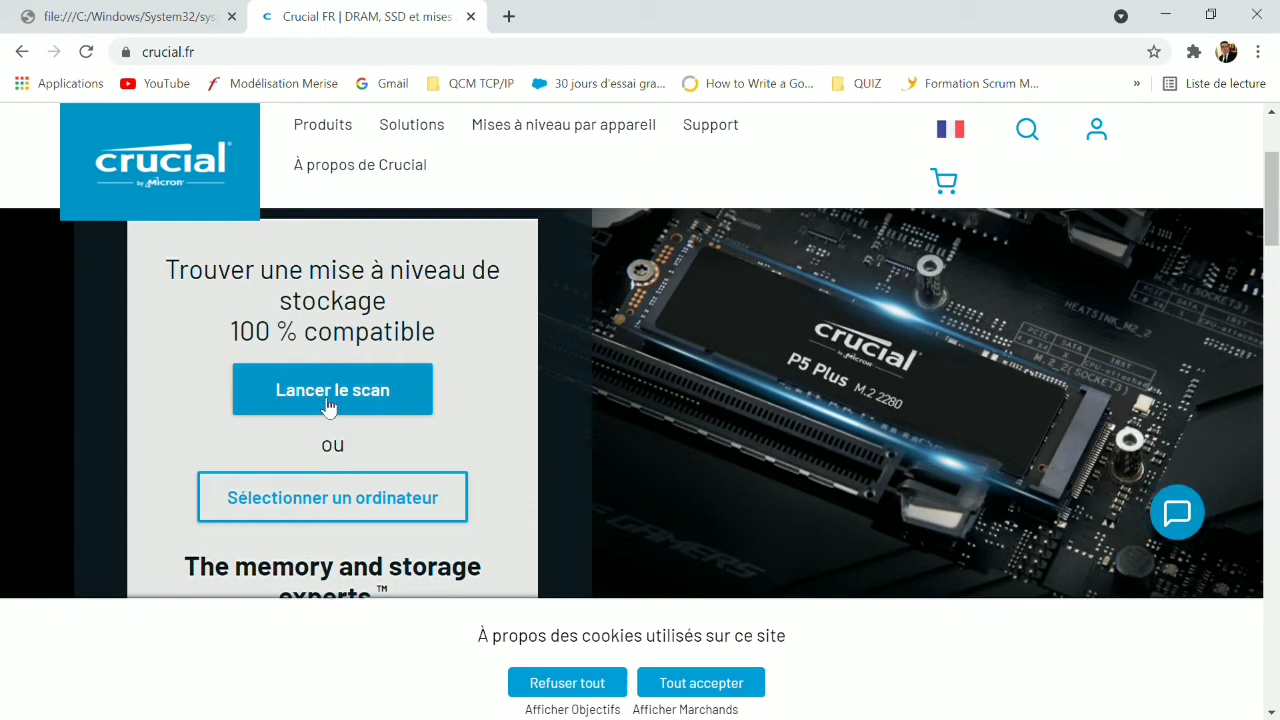 file:///C:/Windows/System32/sys
Crucial FR | DRAM, SSD et mises
crucial.fr
Applications
YouTube
Modélisation Merise
Gmail
QCM TCP/IP
30 jours d'essai gra...
How to Write a Go...
QUIZ
Formation Scrum M...
»
Liste de lecture
crucial
by Micron
Produits
Solutions
Mises à niveau par appareil
Support
À propos de Crucial
Trouver une mise à niveau de
stockage
100 % compatible
Lancer le scan
ou
Sélectionner un ordinateur
The memory and storage
experts ™
crucial
by Micron
P5 Plus M.2 2280
HEATSINK_M2_2
À propos des cookies utilisés sur ce site
Refuser tout
Tout accepter
Afficher Objectifs
Afficher Marchands